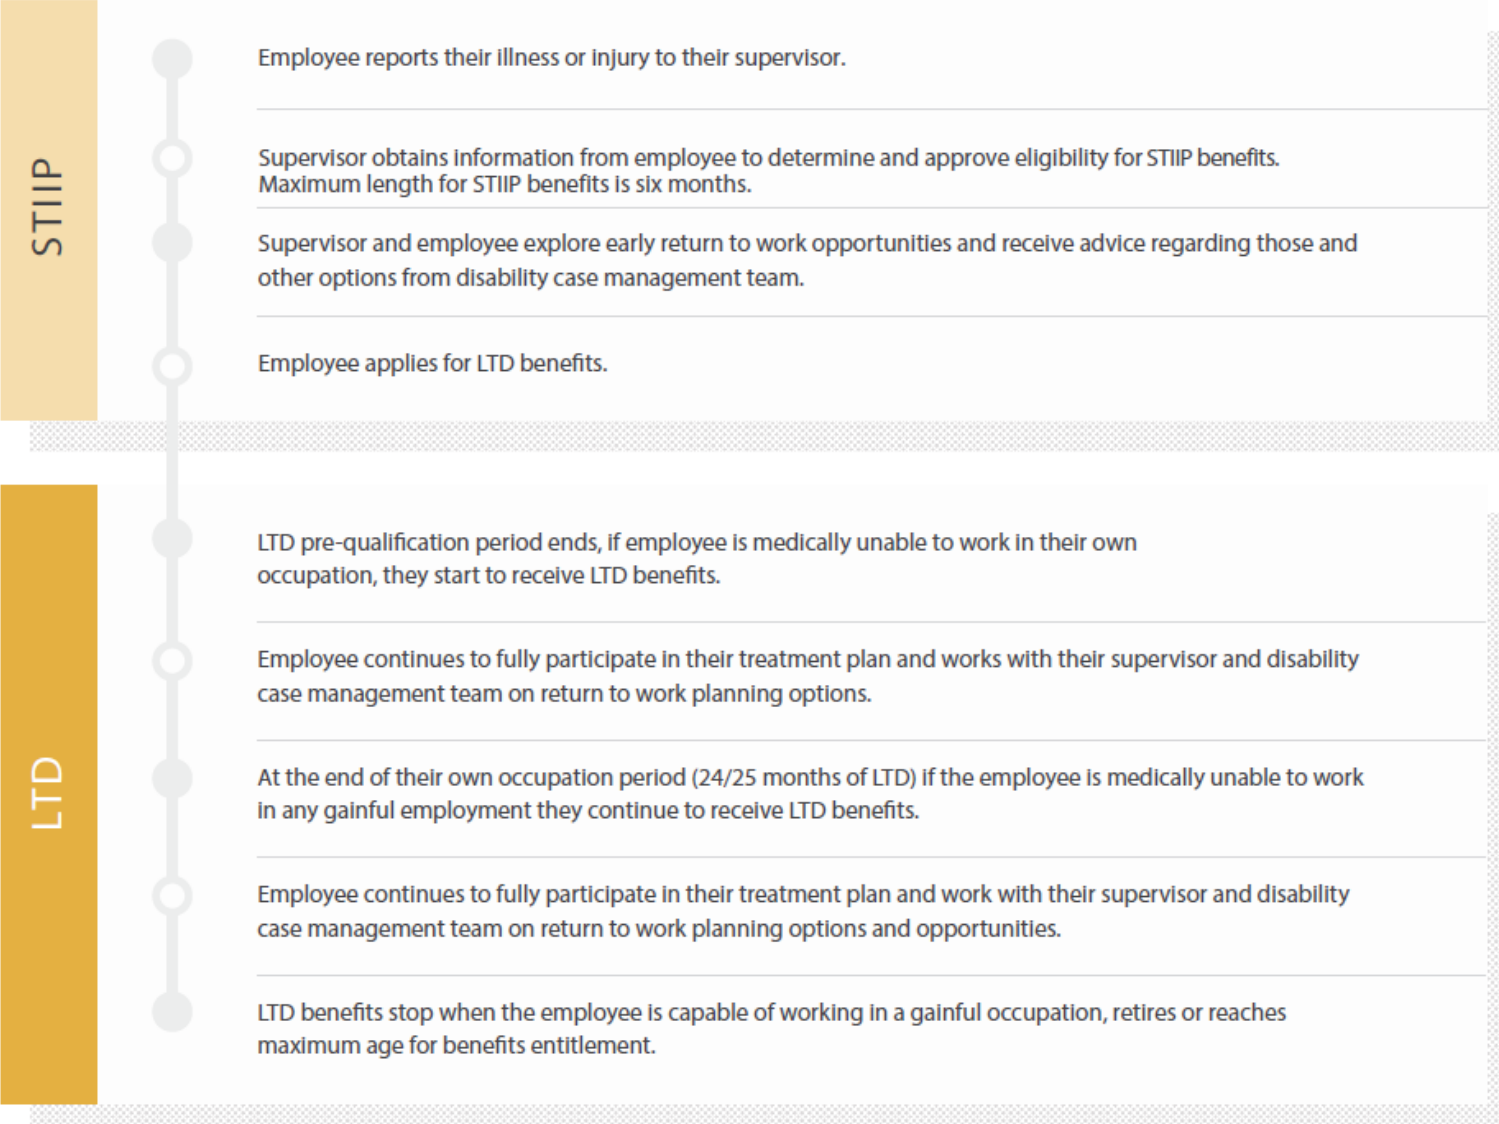 STIIP
Employee reports their illness or injury to their supervisor.
Supervisor obtains information from employee to determine and approve eligibility for STIIP benefits.
Maximum length for STIIP benefits is six months.
Supervisor and employee explore early return to work opportunities and receive advice regarding those and
other options from disability case management team.
Employee applies for LTD benefits.
LTD
LTD pre-qualification period ends, if employee is medically unable to work in their own
occupation, they start to receive LTD benefits.
Employee continues to fully participate in their treatment plan and works with their supervisor and disability
case management team on return to work planning options.
At the end of their own occupation period (24/25 months of LTD) if the employee is medically unable to work
in any gainful employment they continue to receive LTD benefits.
Employee continues to fully participate in their treatment plan and work with their supervisor and disability
case management team on return to work planning options and opportunities.
LTD benefits stop when the employee is capable of working in a gainful occupation, retires or reaches
maximum age for benefits entitlement.